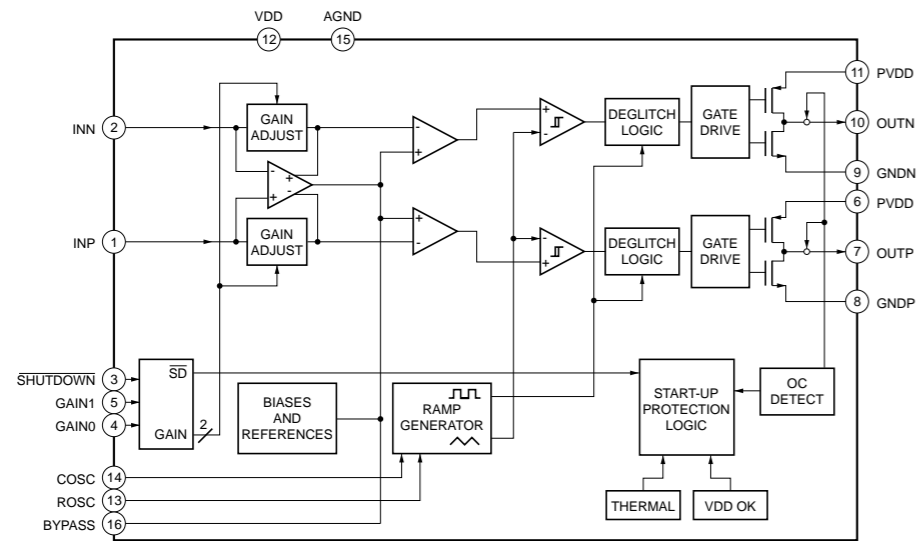 VDD
AGND
12
15
11 PVDD
INN 2
GAIN
ADJUST
-
+
+
-
DEGLITCH
LOGIC
GATE
DRIVE
10 OUTN
- +
+ -
9 GNDN
6 PVDD
INP 1
GAIN
ADJUST
+
-
-
+
DEGLITCH
LOGIC
GATE
DRIVE
7 OUTP
8 GNDP
SHUTDOWN 3
SD
GAIN1 5
GAIN0 4
GAIN
2
BIASES
AND
REFERENCES
RAMP
GENERATOR
START-UP
PROTECTION
LOGIC
OC
DETECT
COSC 14
ROSC 13
BYPASS 16
THERMAL
VDD OK